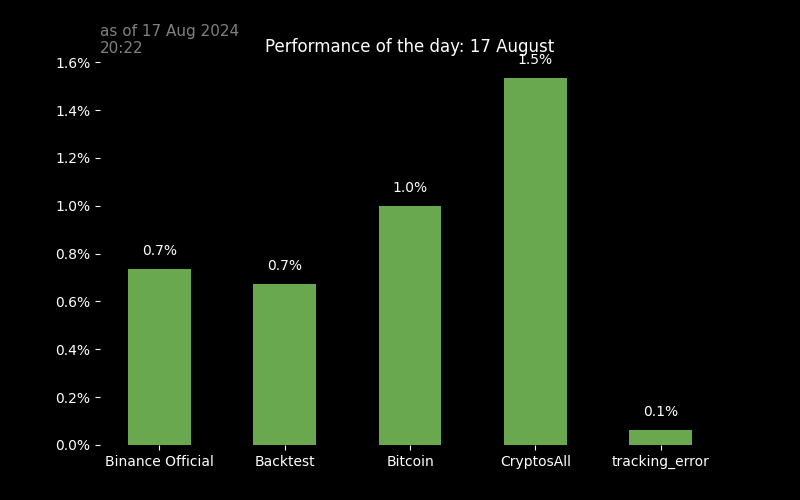 as of 17 Aug 2024
20:22
Performance of the day: 17 August
1.6%
1.4%
1.2%
1.0%
0.8%
0.6%
0.4%
0.2%
0.0%
0.7%
0.7%
1.0%
1.5%
0.1%
Binance Official
Backtest
Bitcoin
CryptosAll
tracking_error